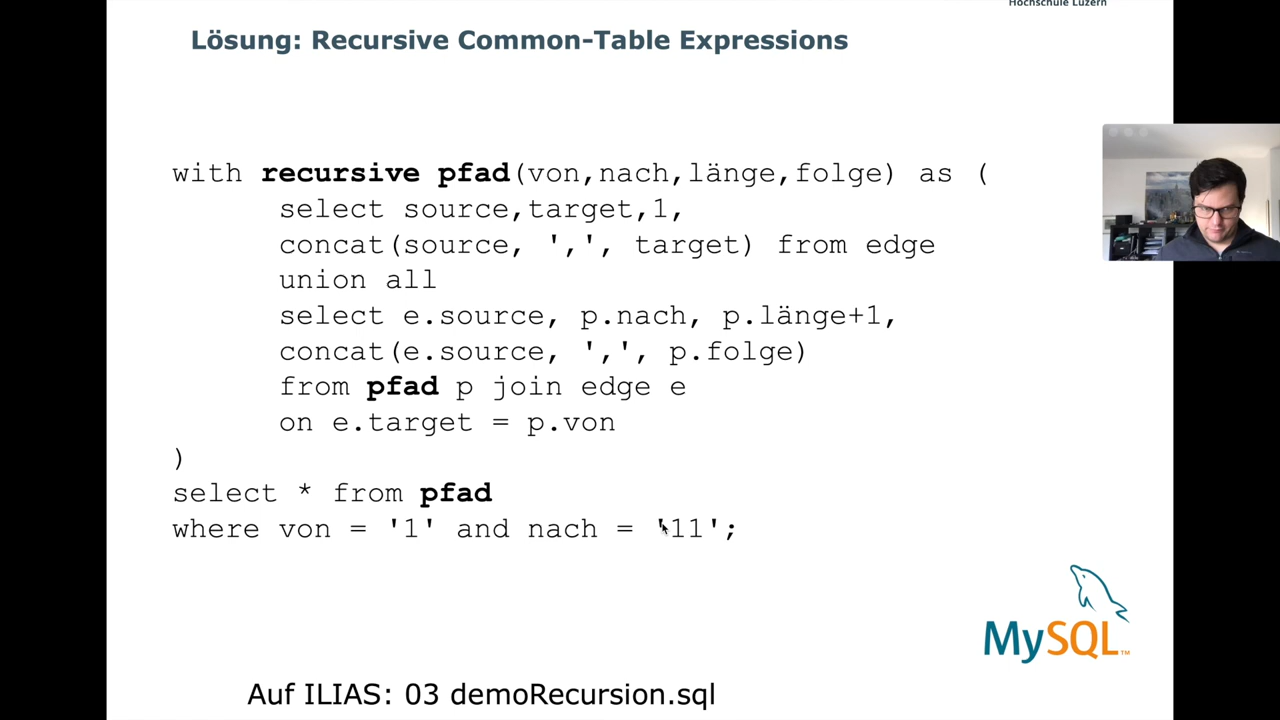 Hochschule Luzern
Lösung: Recursive Common-Table Expressions
with recursive pfad(von,nach,länge,folge) as (
select source,target,1,
concat(source, ',', target) from edge
union all
select e.source, p.nach, p.länge+1,
concat(e.source, ',', p.folge)
from pfad p join edge e
on e.target = p.von
)
select * from pfad
where von = '1' and nach = '11';
MySQL™
Auf ILIAS: 03 demoRecursion.sql